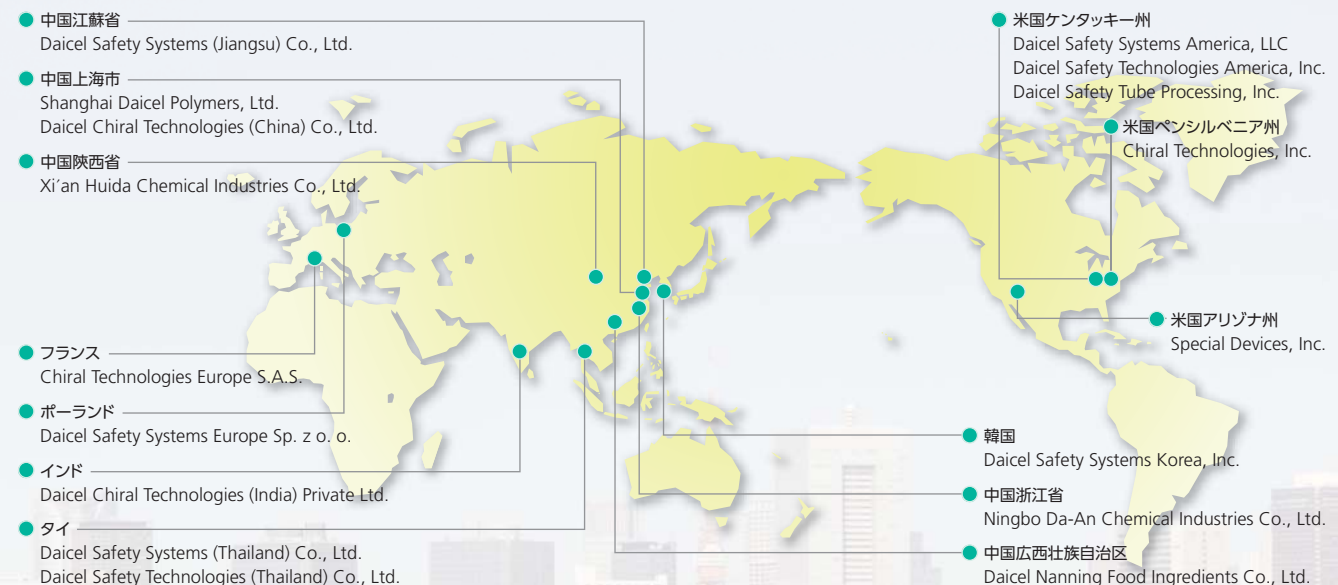 中国江蘇省
Daicel Safety Systems (Jiangsu) Co., Ltd.
中国上海市
Shanghai Daicel Polymers, Ltd.
Daicel Chiral Technologies (China) Co., Ltd.
中国陝西省
Xi´an Huida Chemical Industries Co., Ltd.
フランス
Chiral Technologies Europe S.A.S.
ポーランド
Daicel Safety Systems Europe Sp. z o. o.
インド
Daicel Chiral Technologies (India) Private Ltd.
タイ
Daicel Safety Systems (Thailand) Co., Ltd.
Daicel Safety Technologies (Thailand) Co., Ltd.
米国ケンタッキー州
Daicel Safety Systems America, LLC
Daicel Safety Technologies America, Inc.
Daicel Safety Tube Processing, Inc.
米国ペンシルベニア州
Chiral Technologies, Inc.
米国アリゾナ州
Special Devices, Inc.
韓国
Daicel Safety Systems Korea, Inc.
中国浙江省
Ningbo Da-An Chemical Industries Co., Ltd.
中国広西壮族自治区
Daicel Nanning Food Ingredients Co., Ltd.